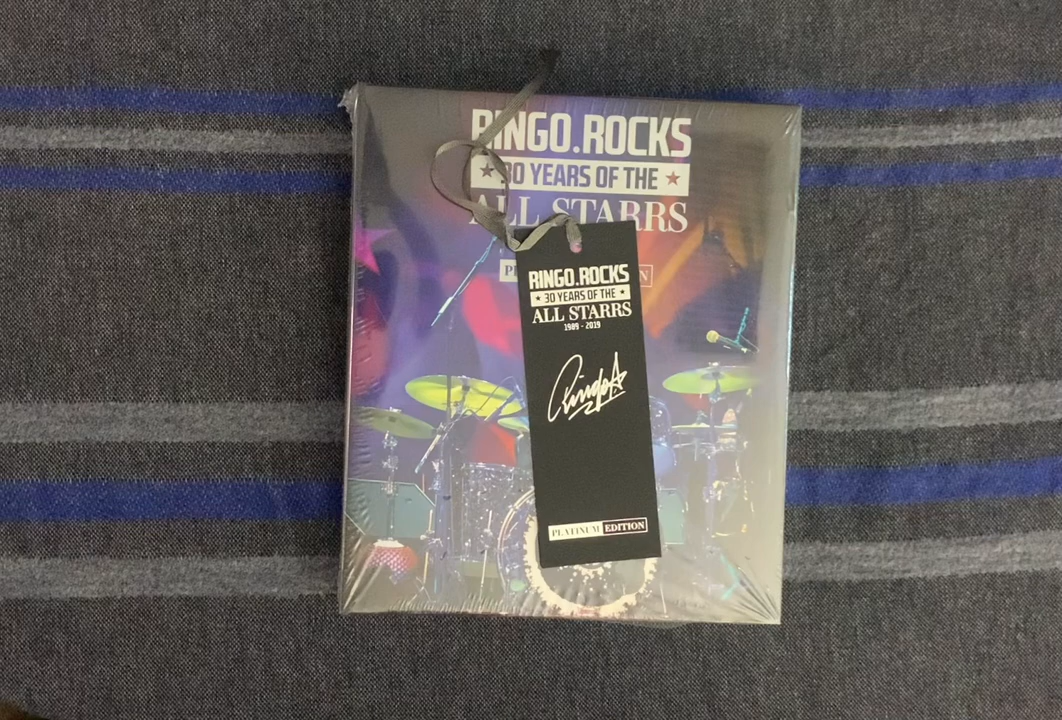 RINGO.ROCKS
★ 30 YEARS OF THE ★
ALL STARRS
RINGO.ROCKS
★ 30 YEARS OF THE ★
ALL STARRS
1989 - 2019
Ringo
PLATINUM EDITION